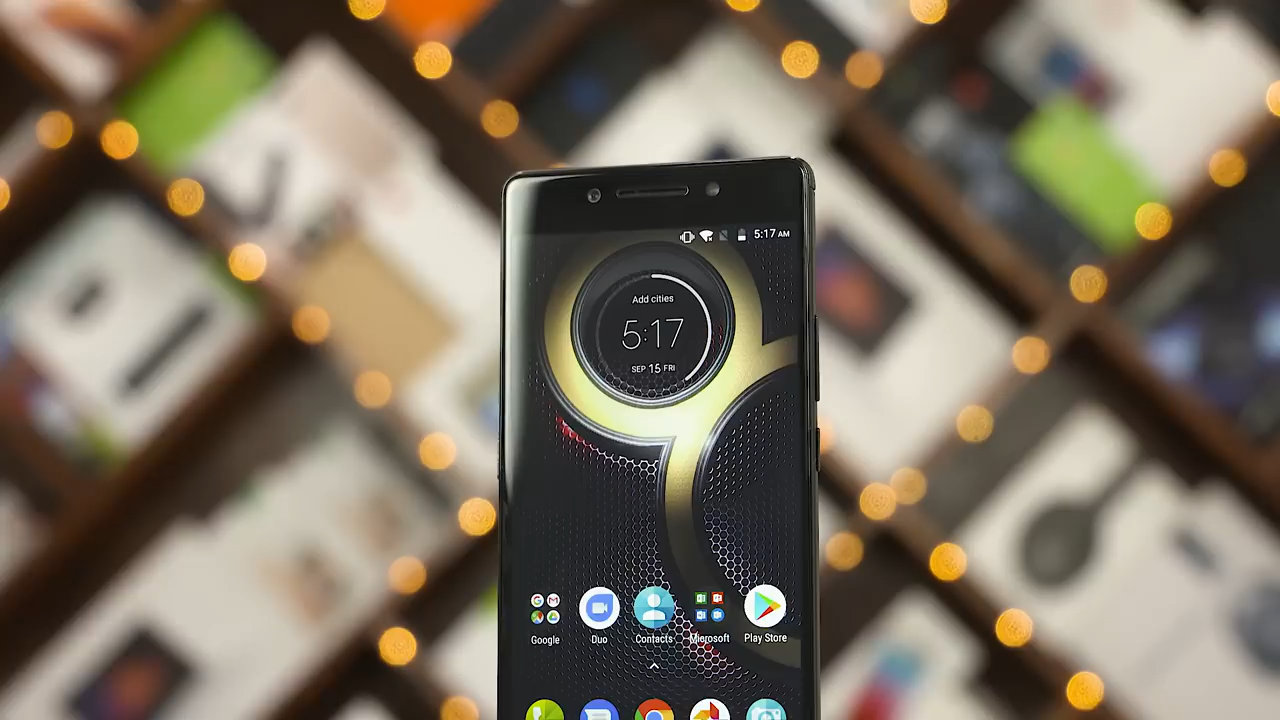 5:17 AM
Add cities
5:17
SEP 15 FRI
Google
Duo
Contacts
Microsoft
Play Store